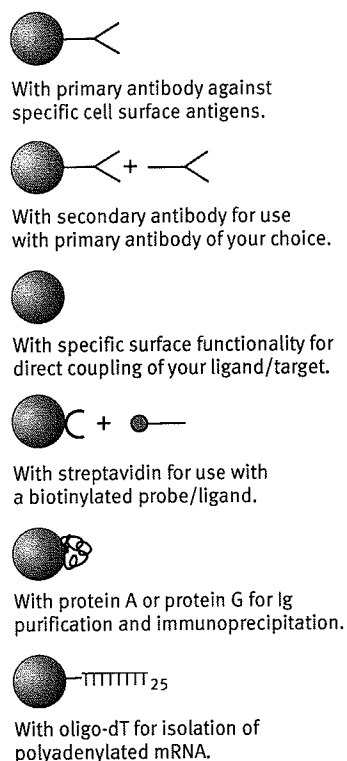 With primary antibody against
specific cell surface antigens.
+
With secondary antibody for use
with primary antibody of your choice.
With specific surface functionality for
direct coupling of your ligand/target.
+
With streptavidin for use with
a biotinylated probe/ligand.
With protein A or protein G for Ig
purification and immunoprecipitation.
25
With oligo-dT for isolation of
polyadenylated mRNA.